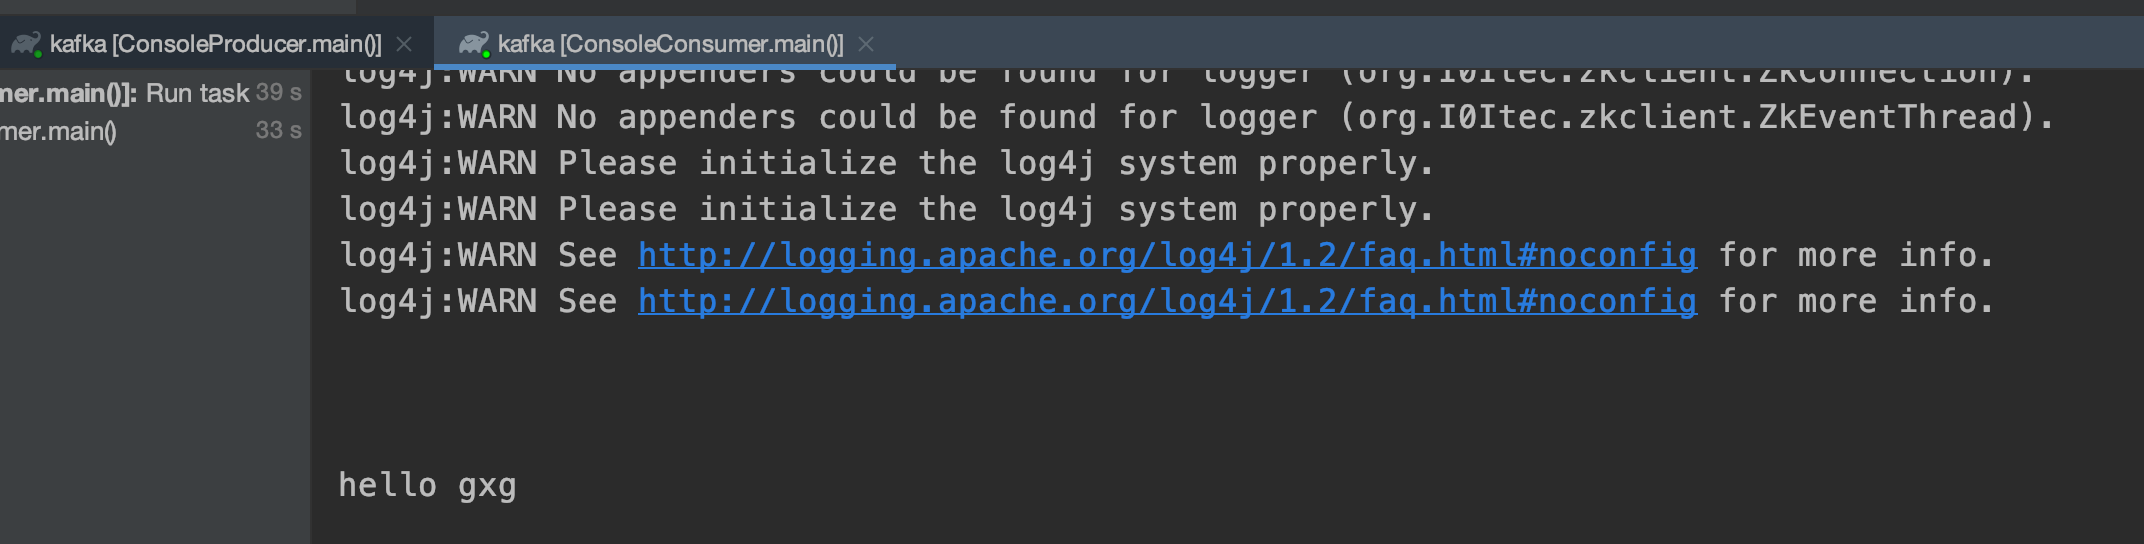 kafka [ConsoleProducer.main()]
kafka [ConsoleConsumer.main()]
mer.main()]: Run task 39 s
mer.main() 33 s
log4j:WARN No appenders could be found for logger (org.I0Itec.zkclient.ZkConnection).
log4j:WARN No appenders could be found for logger (org.I0Itec.zkclient.ZkEventThread).
log4j:WARN Please initialize the log4j system properly.
log4j:WARN Please initialize the log4j system properly.
log4j:WARN See http://logging.apache.org/log4j/1.2/faq.html#noconfig for more info.
log4j:WARN See http://logging.apache.org/log4j/1.2/faq.html#noconfig for more info.
hello gxg